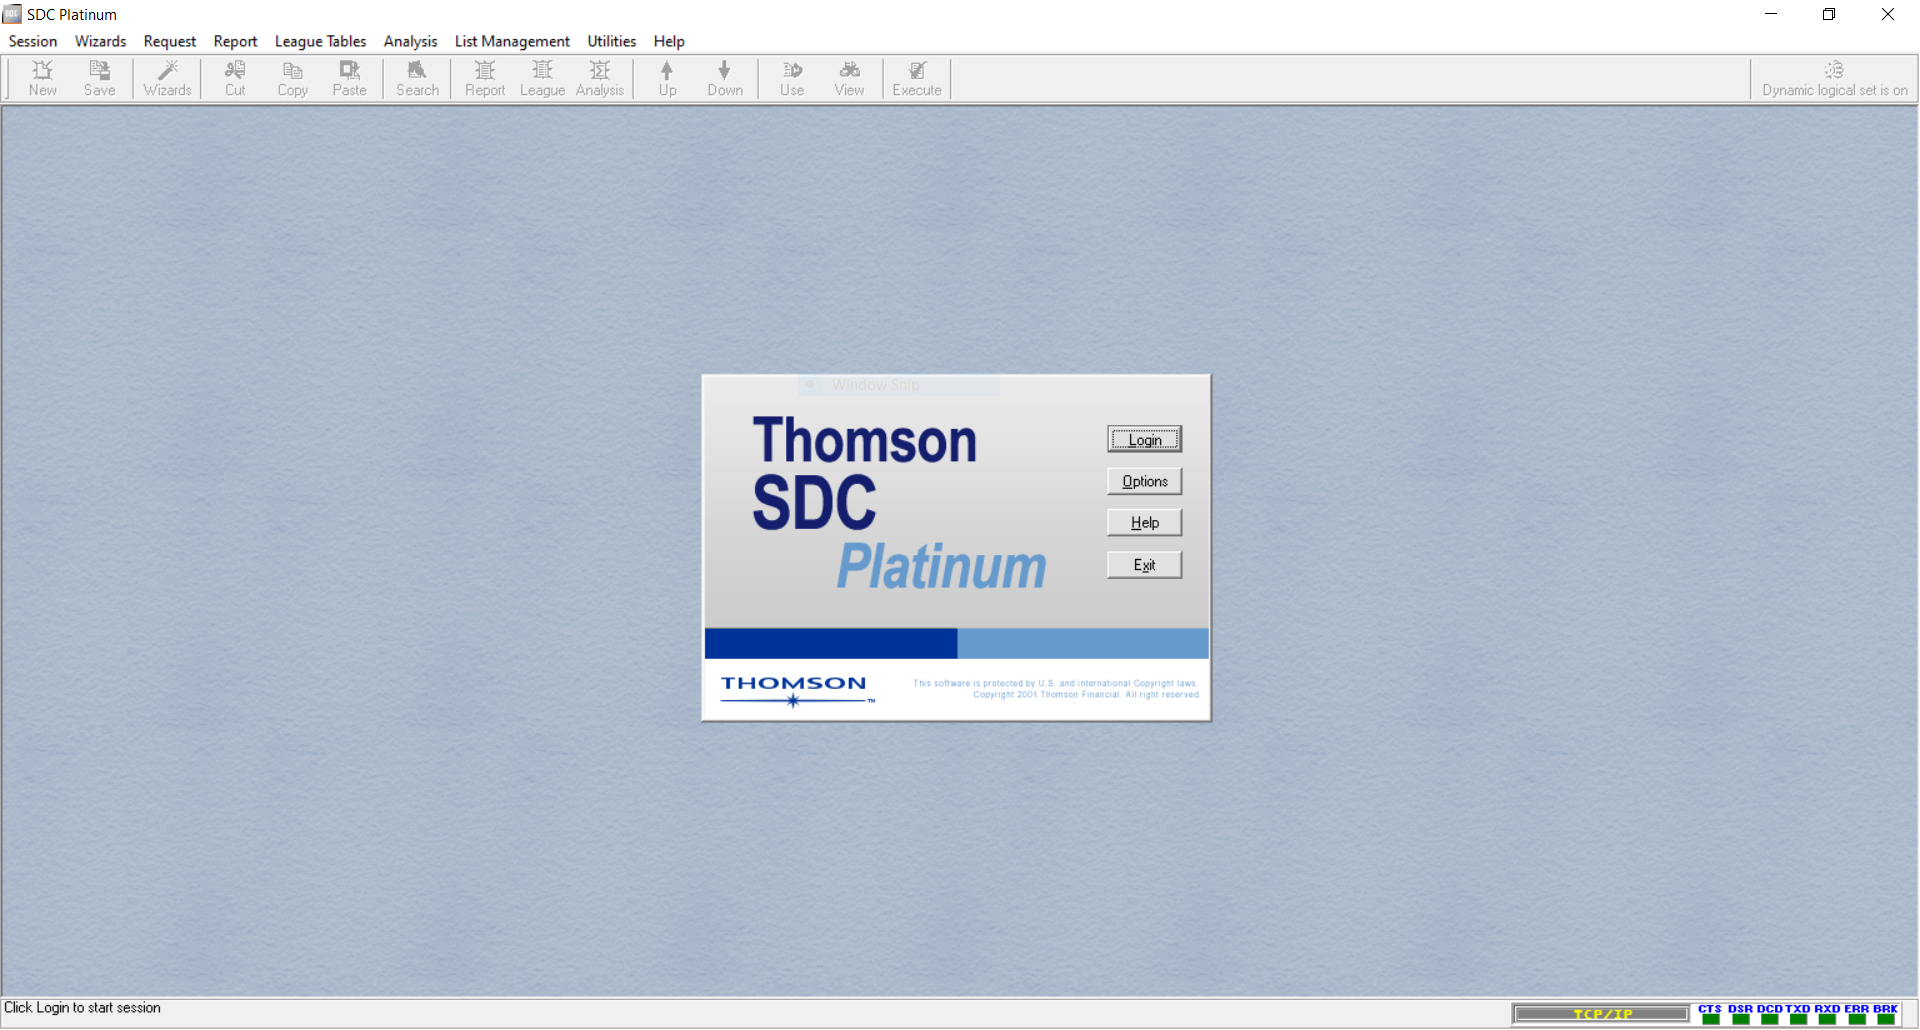 SDC Platinum
Session Wizards Request Report League Tables Analysis List Management Utilities Help
New Save Wizards Cut Copy Paste Search Report League Analysis Up Down Use View Execute Dynamic logical set is on
Window Snip
Thomson
SDC
Platinum
Login
Options
Help
Exit
THOMSON
TM
This software is protected by U.S. and international Copyright laws.
Copyright 2001 Thomson Financial. All right reserved.
Click Login to start session
TCP/IP
CTS DSR DCD TXD RXD ERR BRK